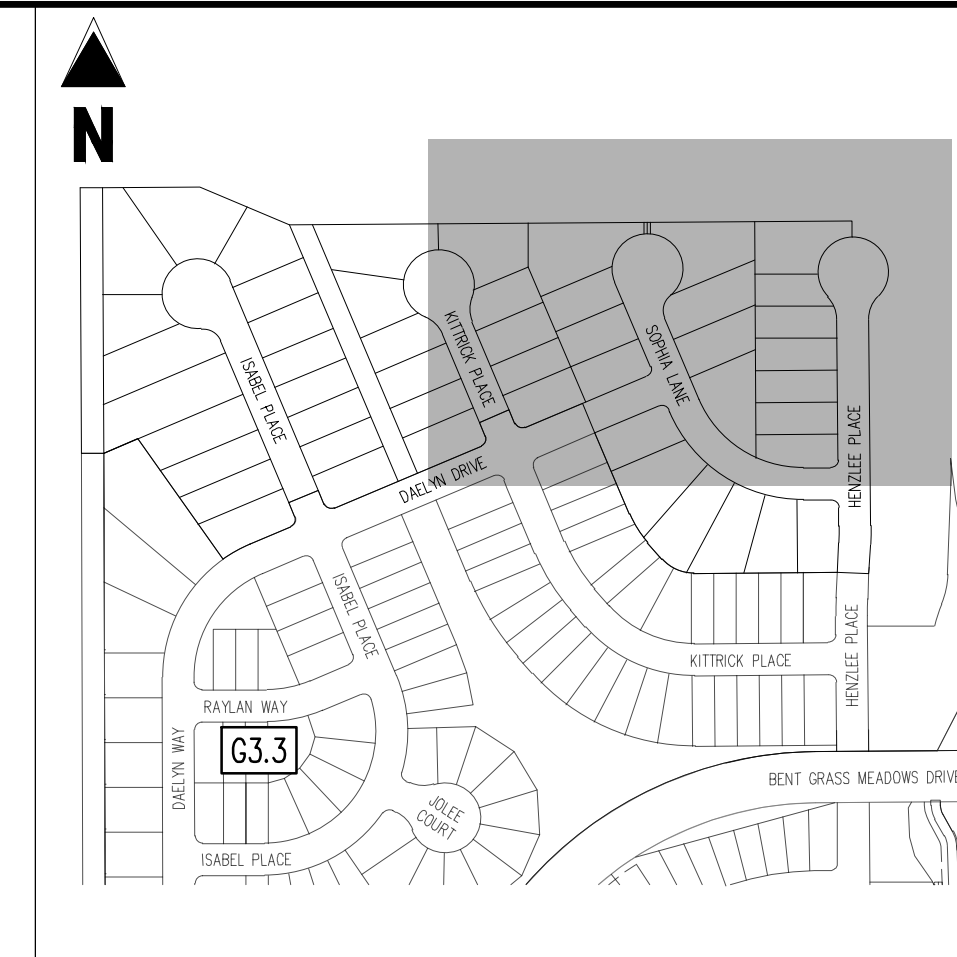 N
KITTRICK PLACE
SOPHIA LANE
ISABEL PLACE
HENZLEE PLACE
DAELYN DRIVE
ISABEL PLACE
HENZLEE PLACE
KITTRICK PLACE
RAYLAN WAY
G3.3
DAELYN WAY
BENT GRASS MEADOWS DRIVE
JOLEE
COURT
ISABEL PLACE